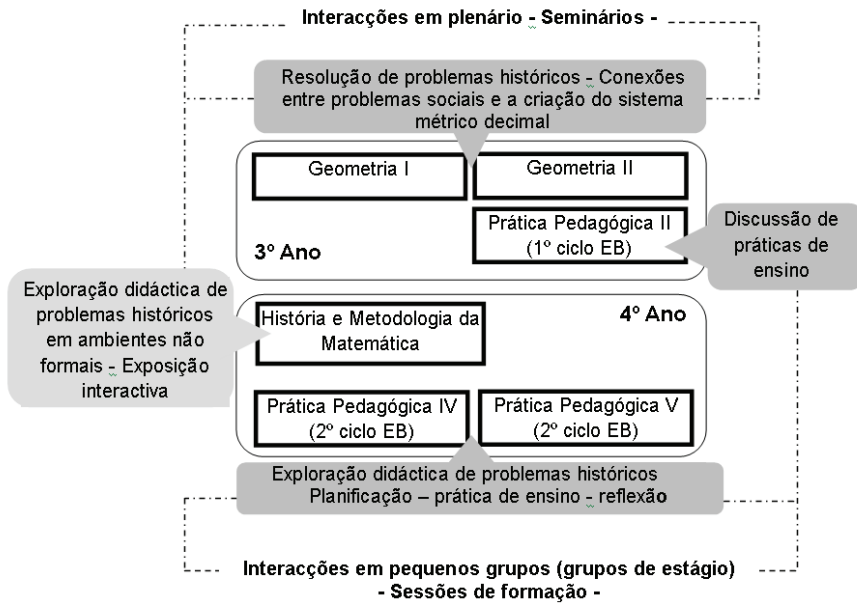 Interacções em plenário - Seminários -
Resolução de problemas históricos - Conexões
entre problemas sociais e a criação do sistema
métrico decimal
Geometria I
Geometria II
Prática Pedagógica II
(1º ciclo EB)
3º Ano
Discussão de
práticas de
ensino
Exploração didáctica de
problemas históricos
em ambientes não
formais - Exposição
interactiva
História e Metodologia da
Matemática
4º Ano
Prática Pedagógica IV
(2º ciclo EB)
Prática Pedagógica V
(2º ciclo EB)
Exploração didáctica de problemas históricos
Planificação – prática de ensino - reflexão
Interacções em pequenos grupos (grupos de estágio)
- Sessões de formação -